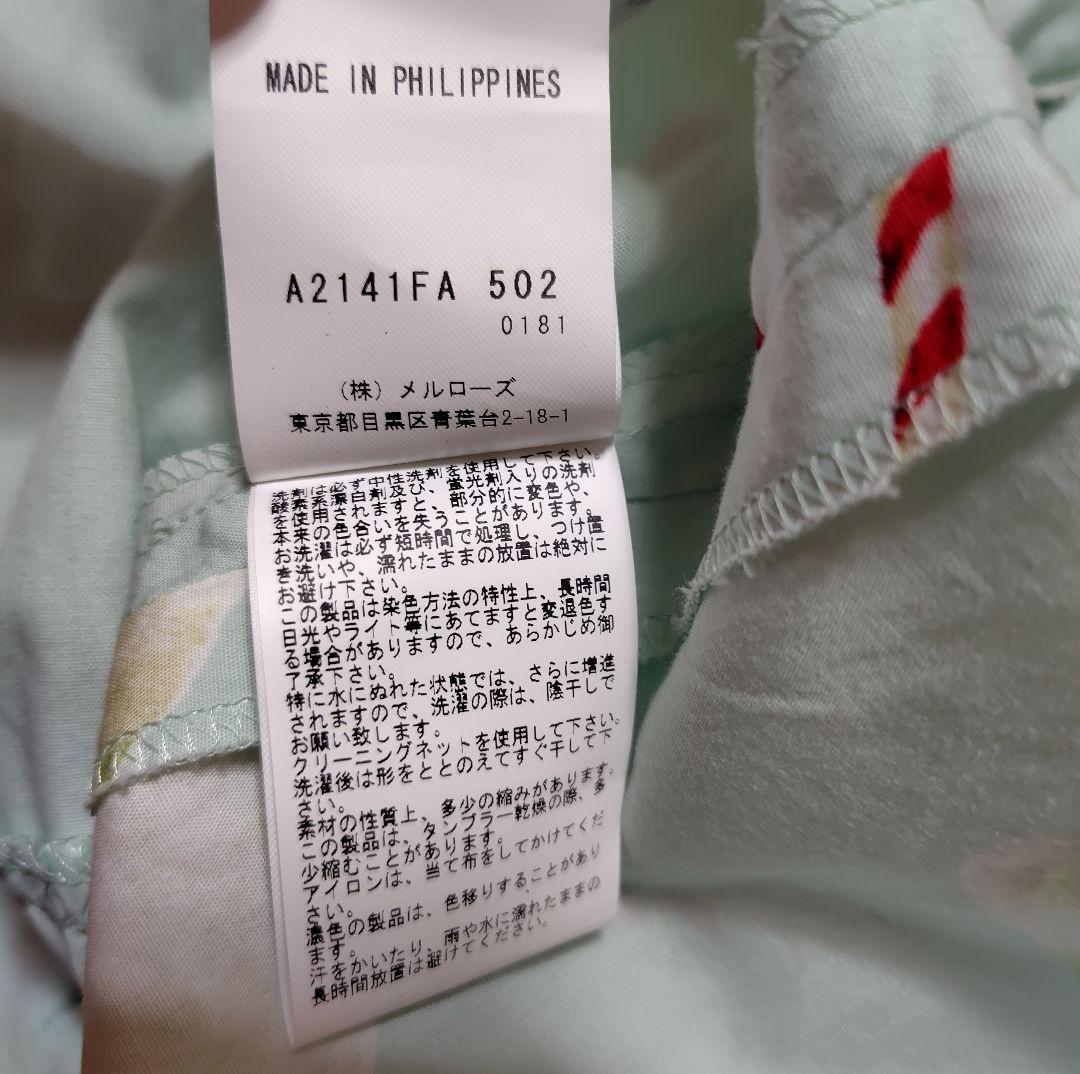 MADE IN PHILIPPINES
A2141FA 502
0181
（株）メルローズ
東京都目黒区青葉台2-18-1
洗剤は必ず中性洗剤を使用して下さい。
酸素系漂白剤及び、蛍光剤入りの洗剤
を使用されますと、部分的に変色や、
本来の色合いを失うことがあります。
お洗濯は必ず短時間で処理し、つけ置
き洗いや、濡れたままの放置は絶対に
お避け下さい。
この製品は染色方法の特性上、長時間
日光やライト等にあてますと変退色す
る場合がありますので、あらかじめ御
了承下さい。
特に水にぬれた状態では、さらに増進
されますので、洗濯の際は、陰干しで
お願い致します。
クリーニングネットを使用して下さい。
洗濯後は形をととのえてすぐ干して下
さい。
素材の性質上、多少の縮みがあります。
この製品は、タンブラー乾燥の際、多
少縮むことがあります。
アイロンは、当て布をしてかけてくだ
さい。
濃色の製品は、色移りすることがあり
ます。
汗をかいたり、雨や水に濡れたままの
長時間放置は避けてください。